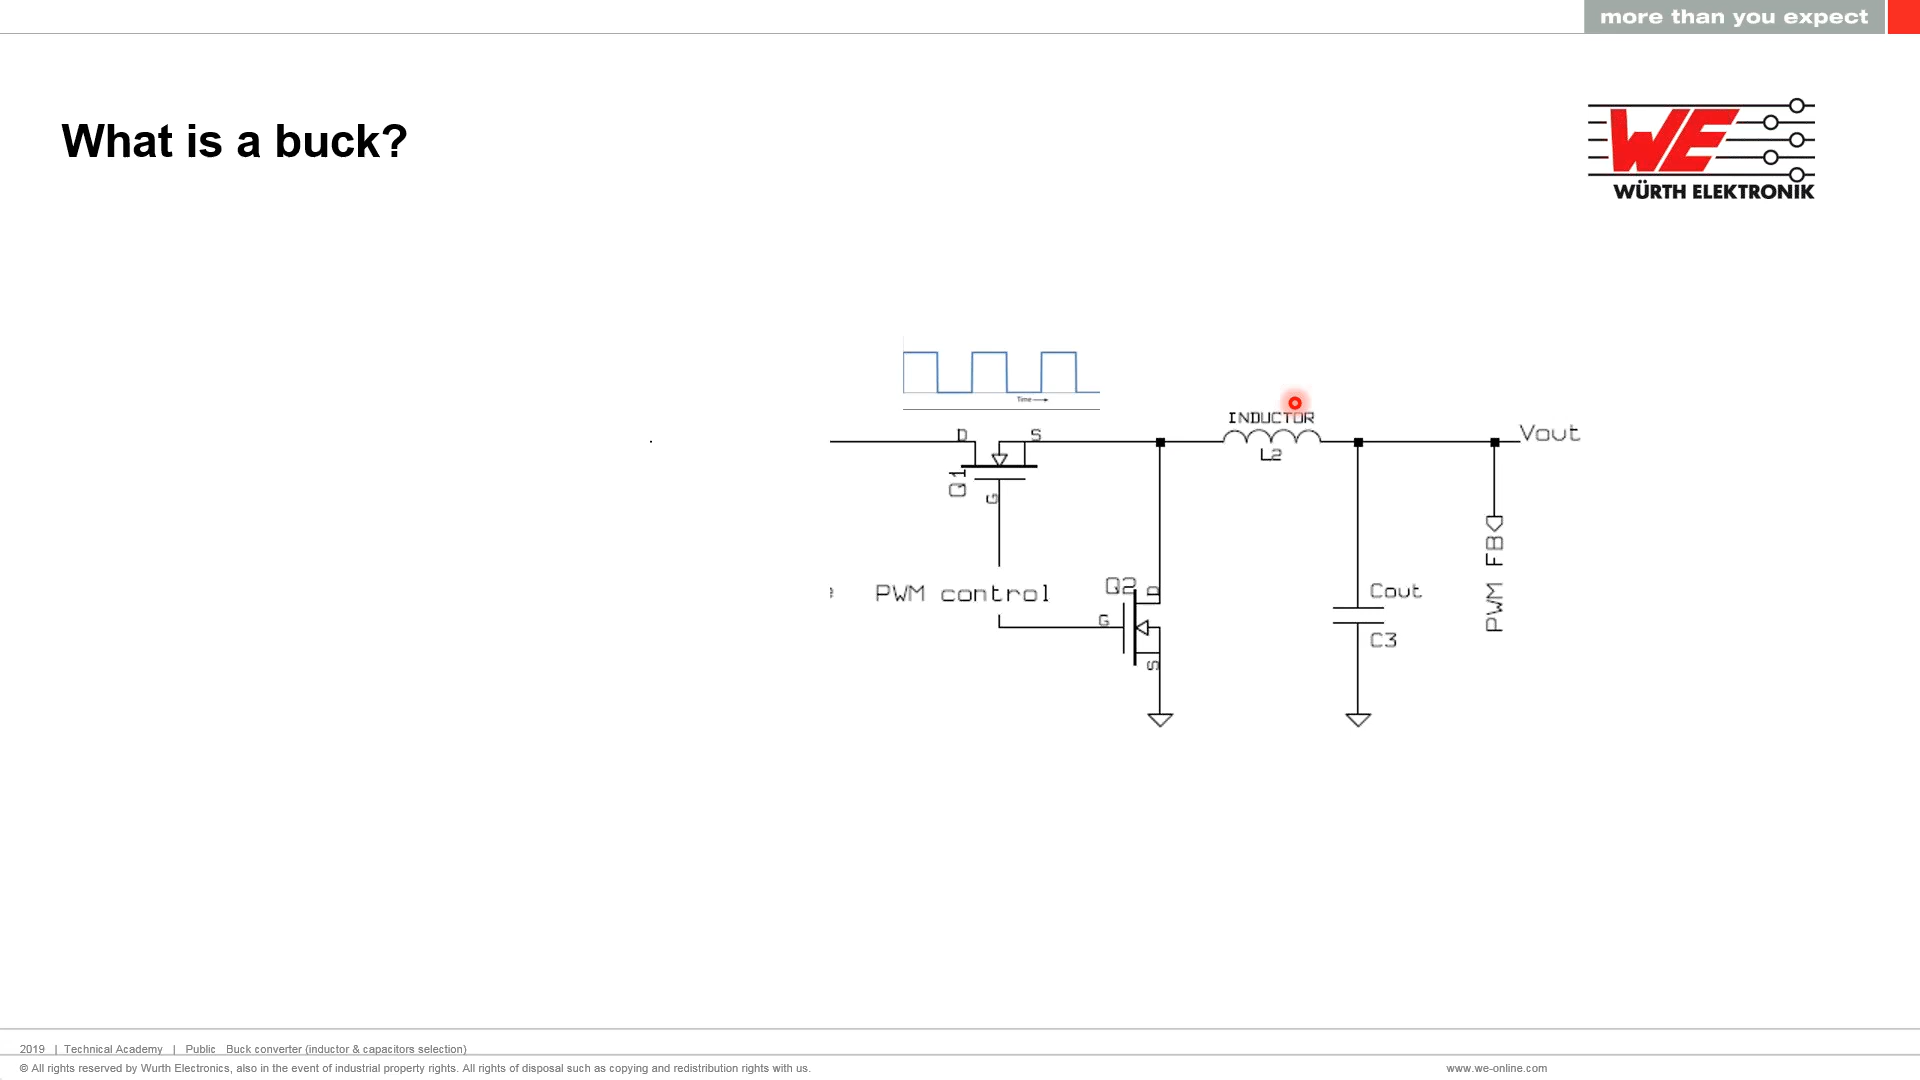 more than you expect
What is a buck?
WE
WÜRTH ELEKTRONIK
Time
INDUCTOR
D
S
Vout
L2
Q1
G
PWM FB
PWM control
Q2
D
Cout
G
C3
S
2019 | Technical Academy | Public Buck converter (inductor & capacitors selection)
© All rights reserved by Wurth Electronics, also in the event of industrial property rights. All rights of disposal such as copying and redistribution rights with us.
www.we-online.com